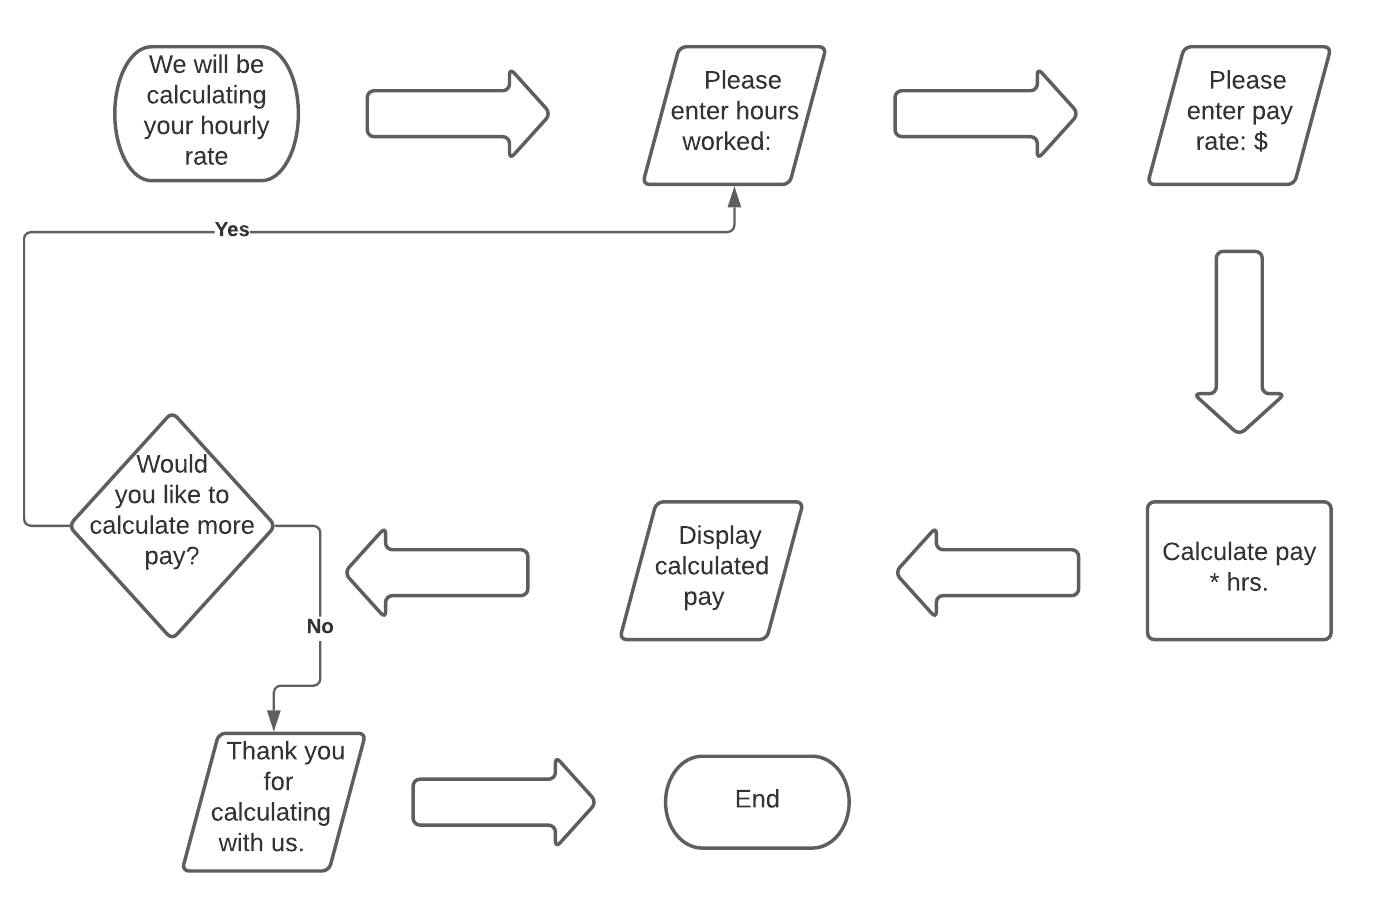 We will be
calculating
your hourly
rate
Please
enter hours
worked:
Please
enter pay
rate: $
Yes
Would
you like to
calculate more
pay?
Display
calculated
pay
Calculate pay
* hrs.
No
Thank you
for
calculating
with us.
End